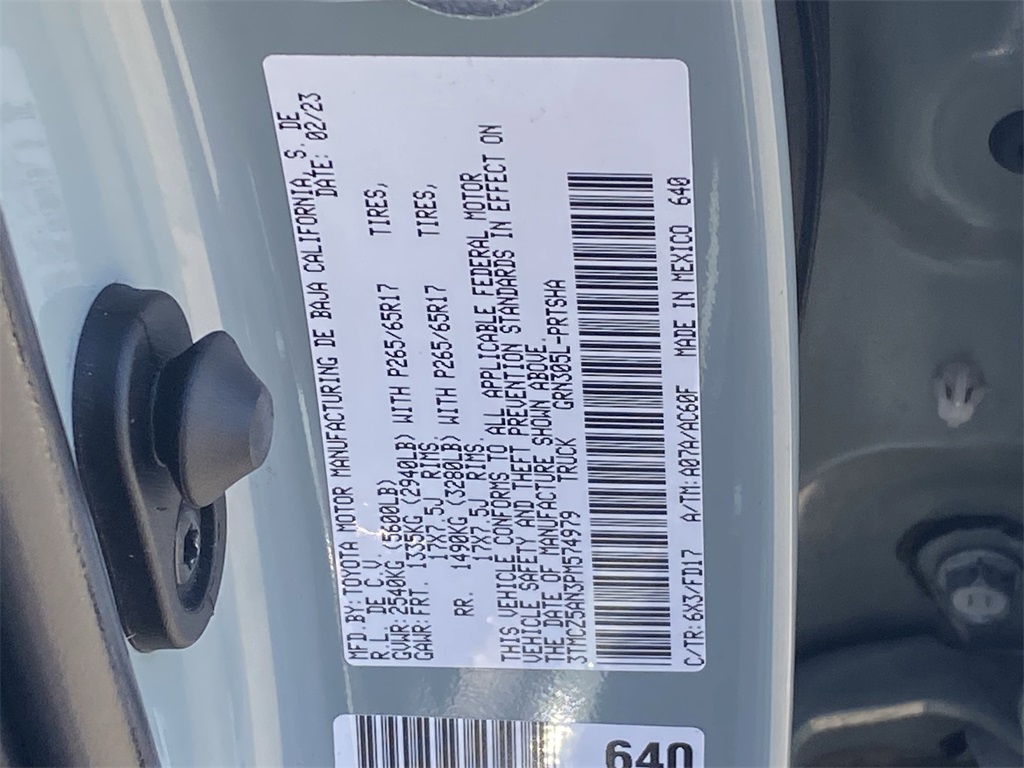 MFD.BY:TOYOTA MOTOR MANUFACTURING DE BAJA CALIFORNIA, S. DE
R. L. DE C. V. DATE: 02/23
GVWR:2540KG (5600LB)
GAWR:FRT. 1335KG (2940LB) WITH P265/65R17 TIRES,
17X7.5J RIMS.
RR. 1490KG (3280LB) WITH P265/65R17 TIRES,
17X7.5J RIMS.
THIS VEHICLE CONFORMS TO ALL APPLICABLE FEDERAL MOTOR
VEHICLE SAFETY AND THEFT PREVENTION STANDARDS IN EFFECT ON
THE DATE OF MANUFACTURE SHOWN ABOVE.
3TMCZ5AN3PM574979 TRUCK GRN305L-PRTSHA
C/TR:6X3/FD17 A/TM:A07A/AC60F MADE IN MEXICO 640
640